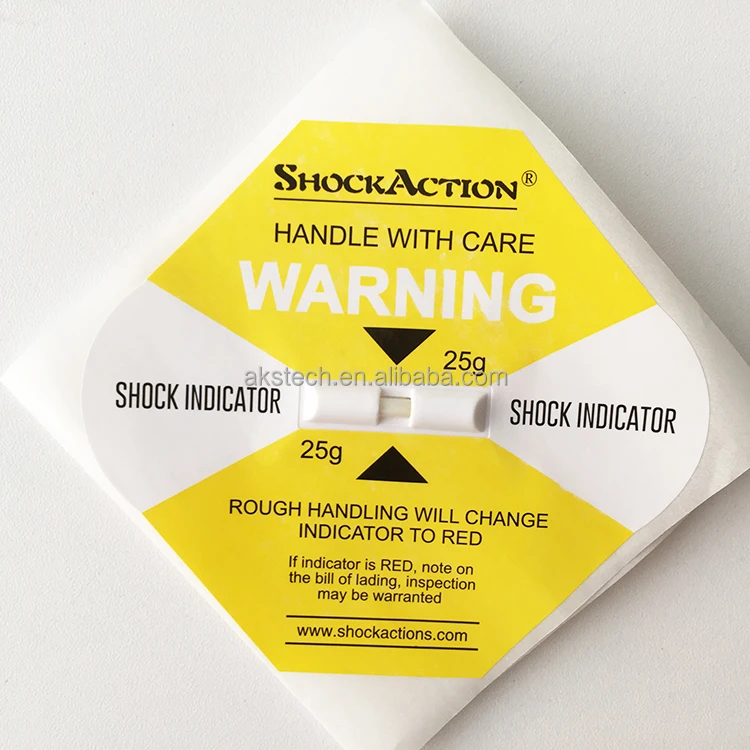 SHOCKACTION®
HANDLE WITH CARE
WARNING
25g
akstech.en.alibaba.com
SHOCK INDICATOR
SHOCK INDICATOR
25g
ROUGH HANDLING WILL CHANGE
INDICATOR TO RED
If indicator is RED, note on
the bill of lading, inspection
may be warranted
www.shockactions.com